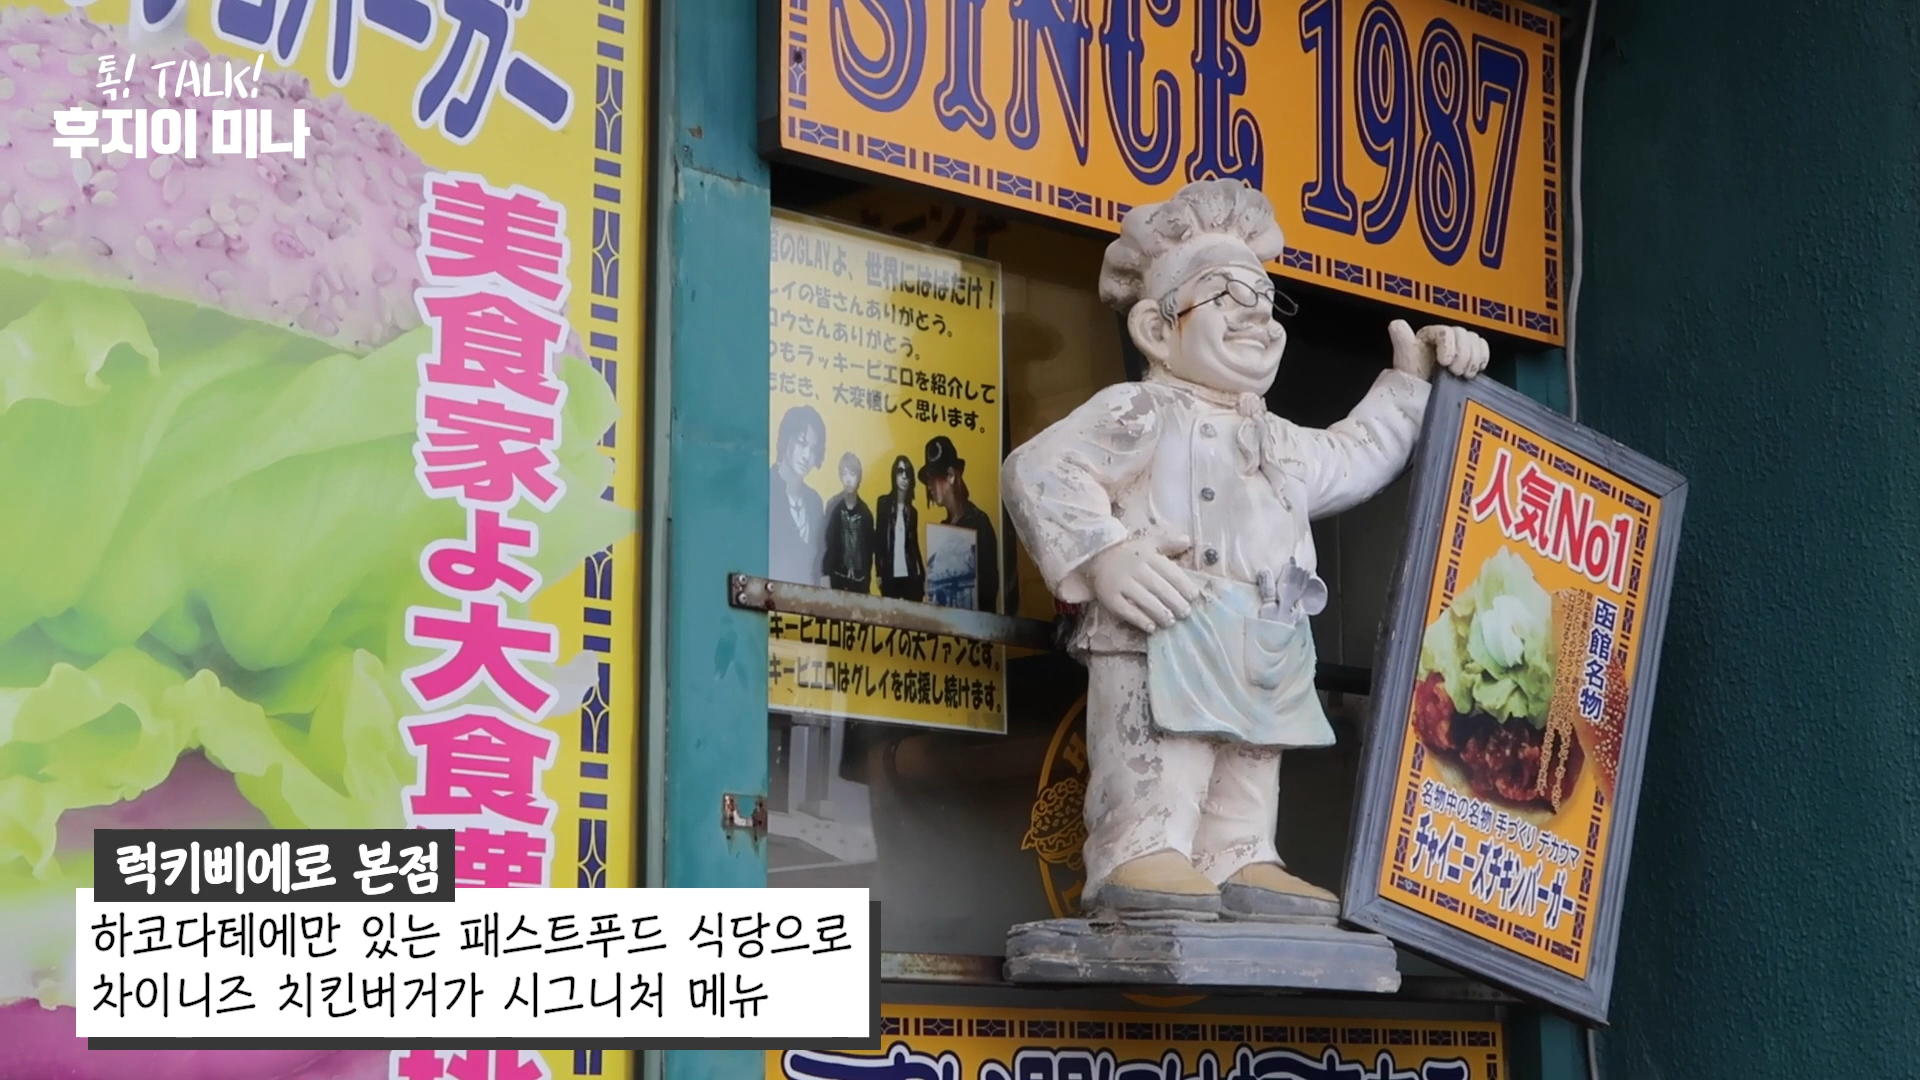 톡! TALK!
후지이 미나
バーガー
美食家よ大食漢
SINCE 1987
のGLAYよ、世界にはばたけ!
レイの皆さんありがとう。
ロウさんありがとう。
つもラッキーピエロを紹介して
ただき、大変嬉しく思います。
キーピエロはグレイの大ファンです。
キーピエロはグレイを応援し続けます。
人気No1
函館名物
名物中の名物 手づくり デカウマ
チャイニーズチキンバーガー
럭키삐에로 본점
하코다테에만 있는 패스트푸드 식당으로
차이니즈 치킨버거가 시그니처 메뉴